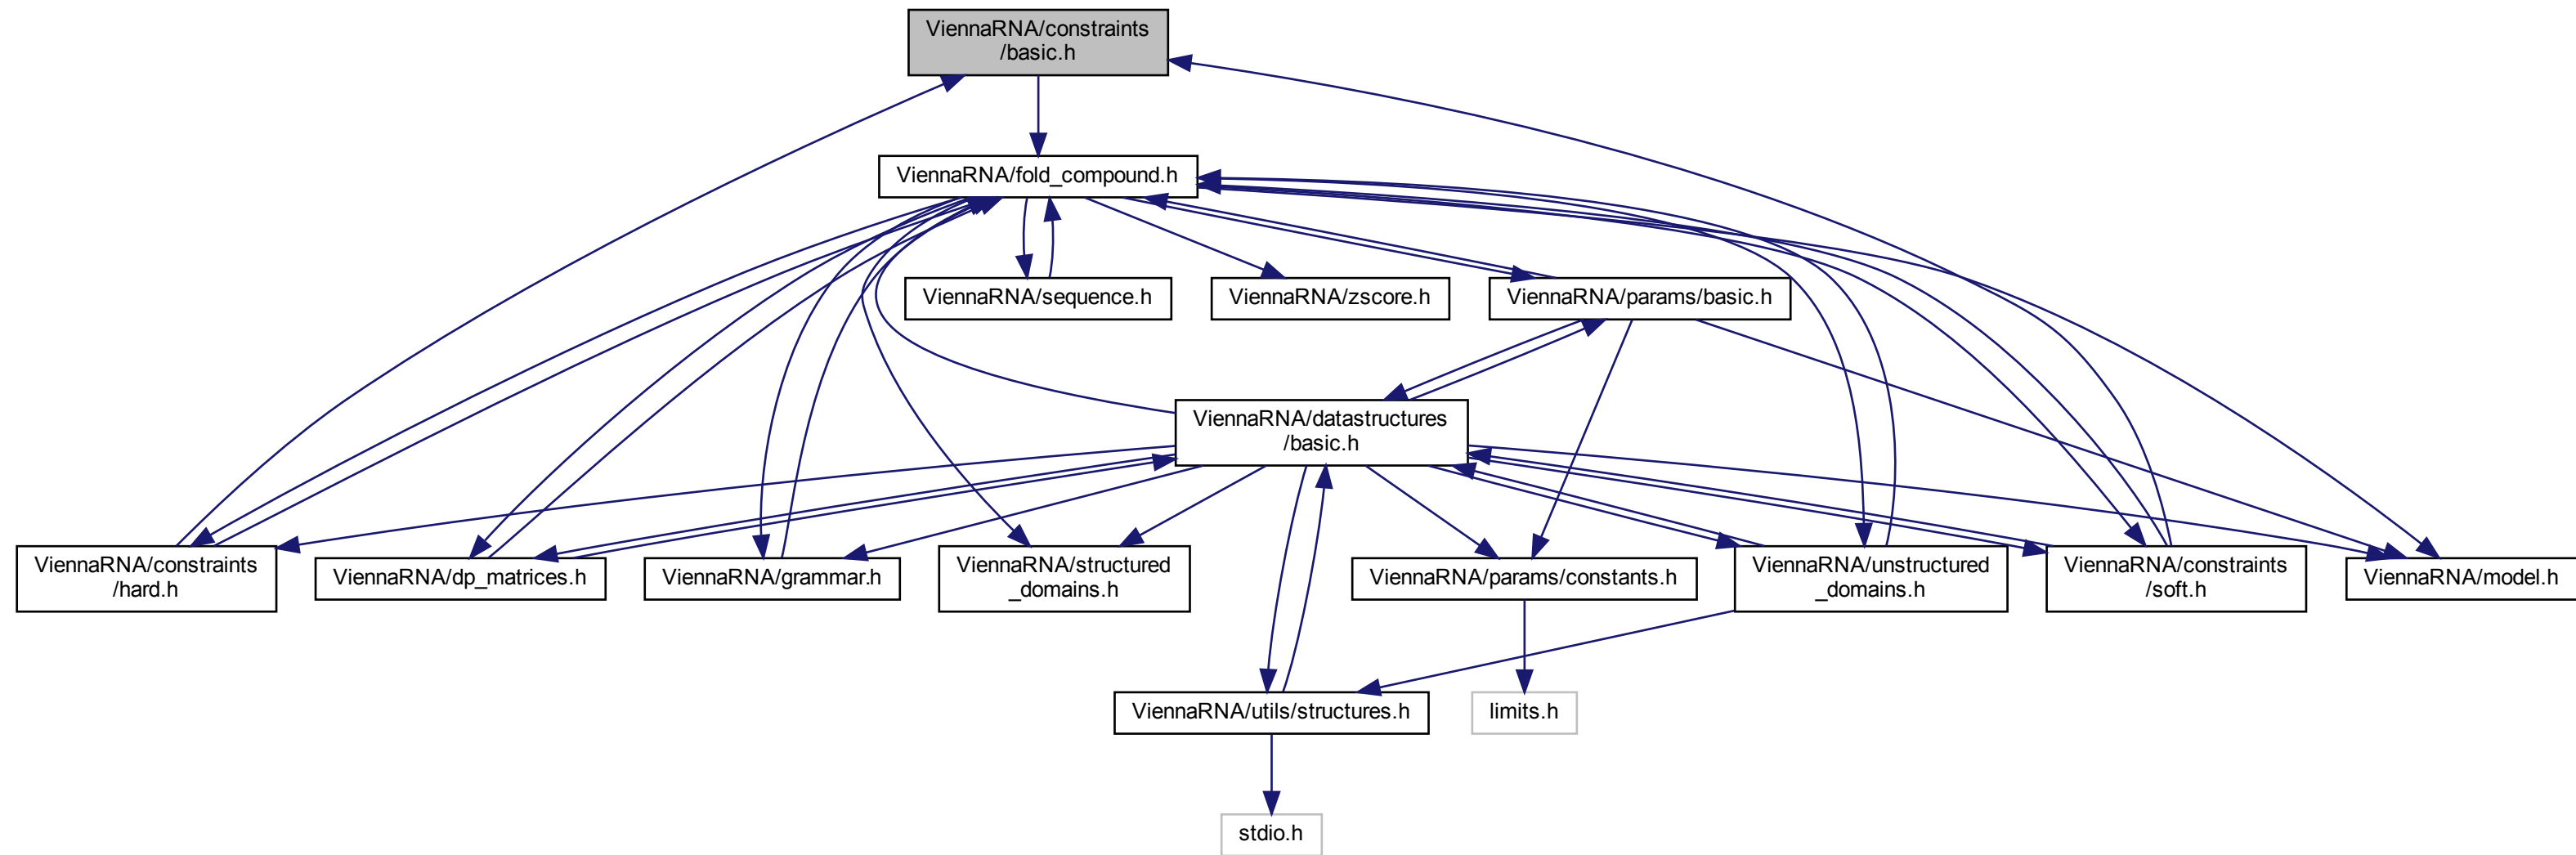 ViennaRNA/constraints
/basic.h
ViennaRNA/fold_compound.h
ViennaRNA/sequence.h
ViennaRNA/zscore.h
ViennaRNA/params/basic.h
ViennaRNA/datastructures
/basic.h
ViennaRNA/constraints
/hard.h
ViennaRNA/dp_matrices.h
ViennaRNA/grammar.h
ViennaRNA/structured
_domains.h
ViennaRNA/params/constants.h
ViennaRNA/unstructured
_domains.h
ViennaRNA/constraints
/soft.h
ViennaRNA/model.h
ViennaRNA/utils/structures.h
limits.h
stdio.h